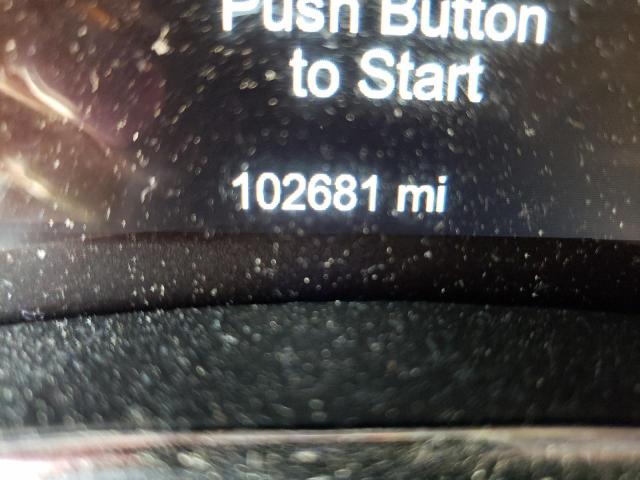 Push Button
to Start
102681 mi